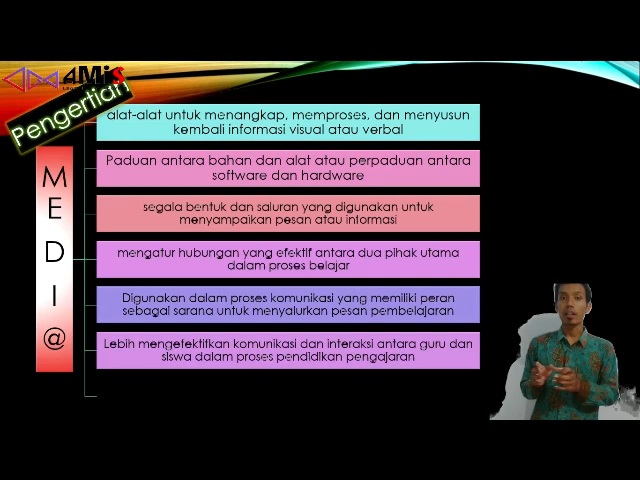 AMiS
Pengertian
MEDI@
alat-alat untuk menangkap, memproses, dan menyusun
kembali informasi visual atau verbal
Paduan antara bahan dan alat atau perpaduan antara
software dan hardware
segala bentuk dan saluran yang digunakan untuk
menyampaikan pesan atau informasi
mengatur hubungan yang efektif antara dua pihak utama
dalam proses belajar
Digunakan dalam proses komunikasi yang memiliki peran
sebagai sarana untuk menyalurkan pesan pembelajaran
Lebih mengefektifkan komunikasi dan interaksi antara guru dan
siswa dalam proses pendidikan pengajaran